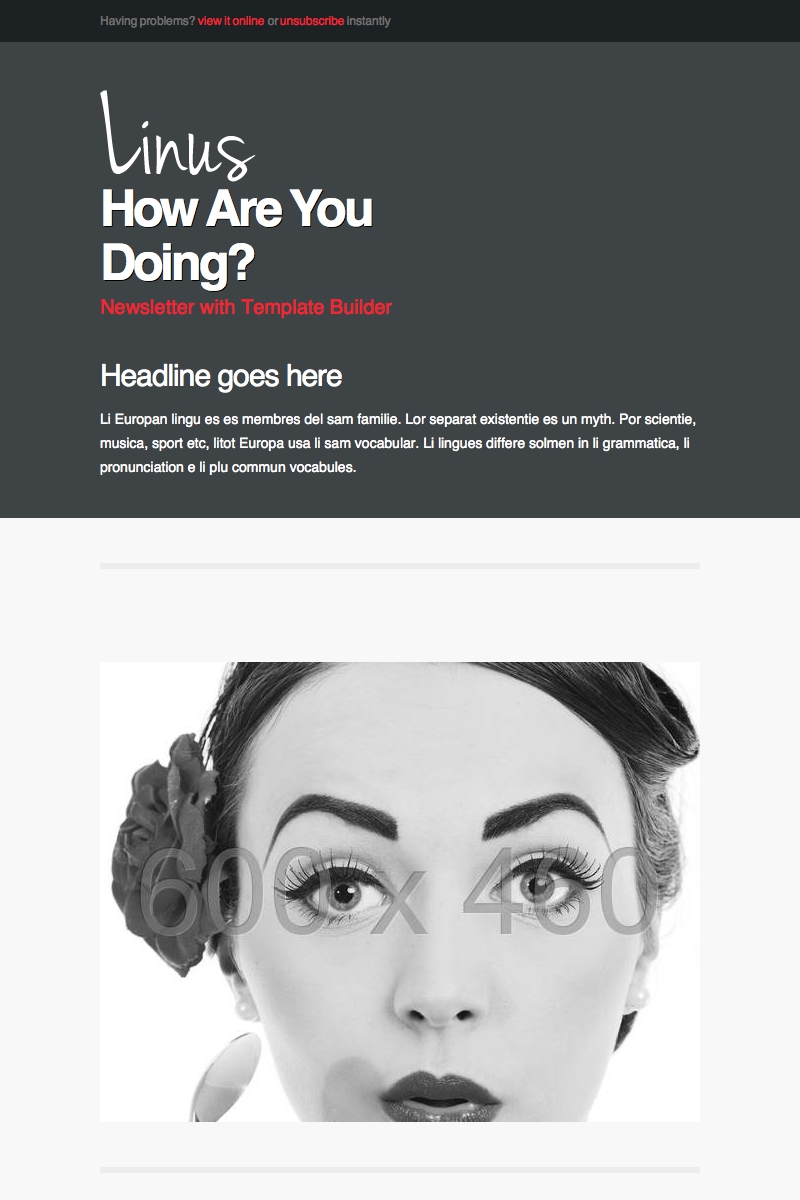 Having problems? view it online or unsubscribe instantly
Linus
How Are You
Doing?
Newsletter with Template Builder
Headline goes here
Li Europan lingu es es membres del sam familie. Lor separat existentie es un myth. Por scientie,
musica, sport etc, litot Europa usa li sam vocabular. Li lingues differe solmen in li grammatica, li
pronunciation e li plu commun vocabules.
600 x 460